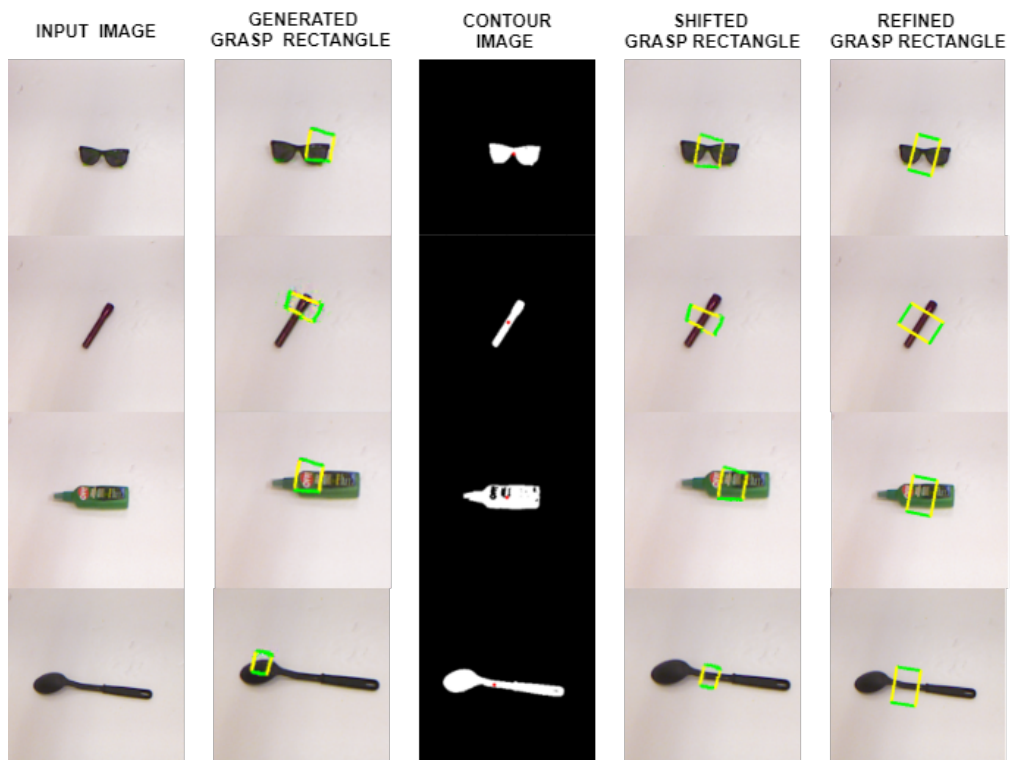 INPUT IMAGE
GENERATED
GRASP RECTANGLE
CONTOUR
IMAGE
SHIFTED
GRASP RECTANGLE
REFINED
GRASP RECTANGLE